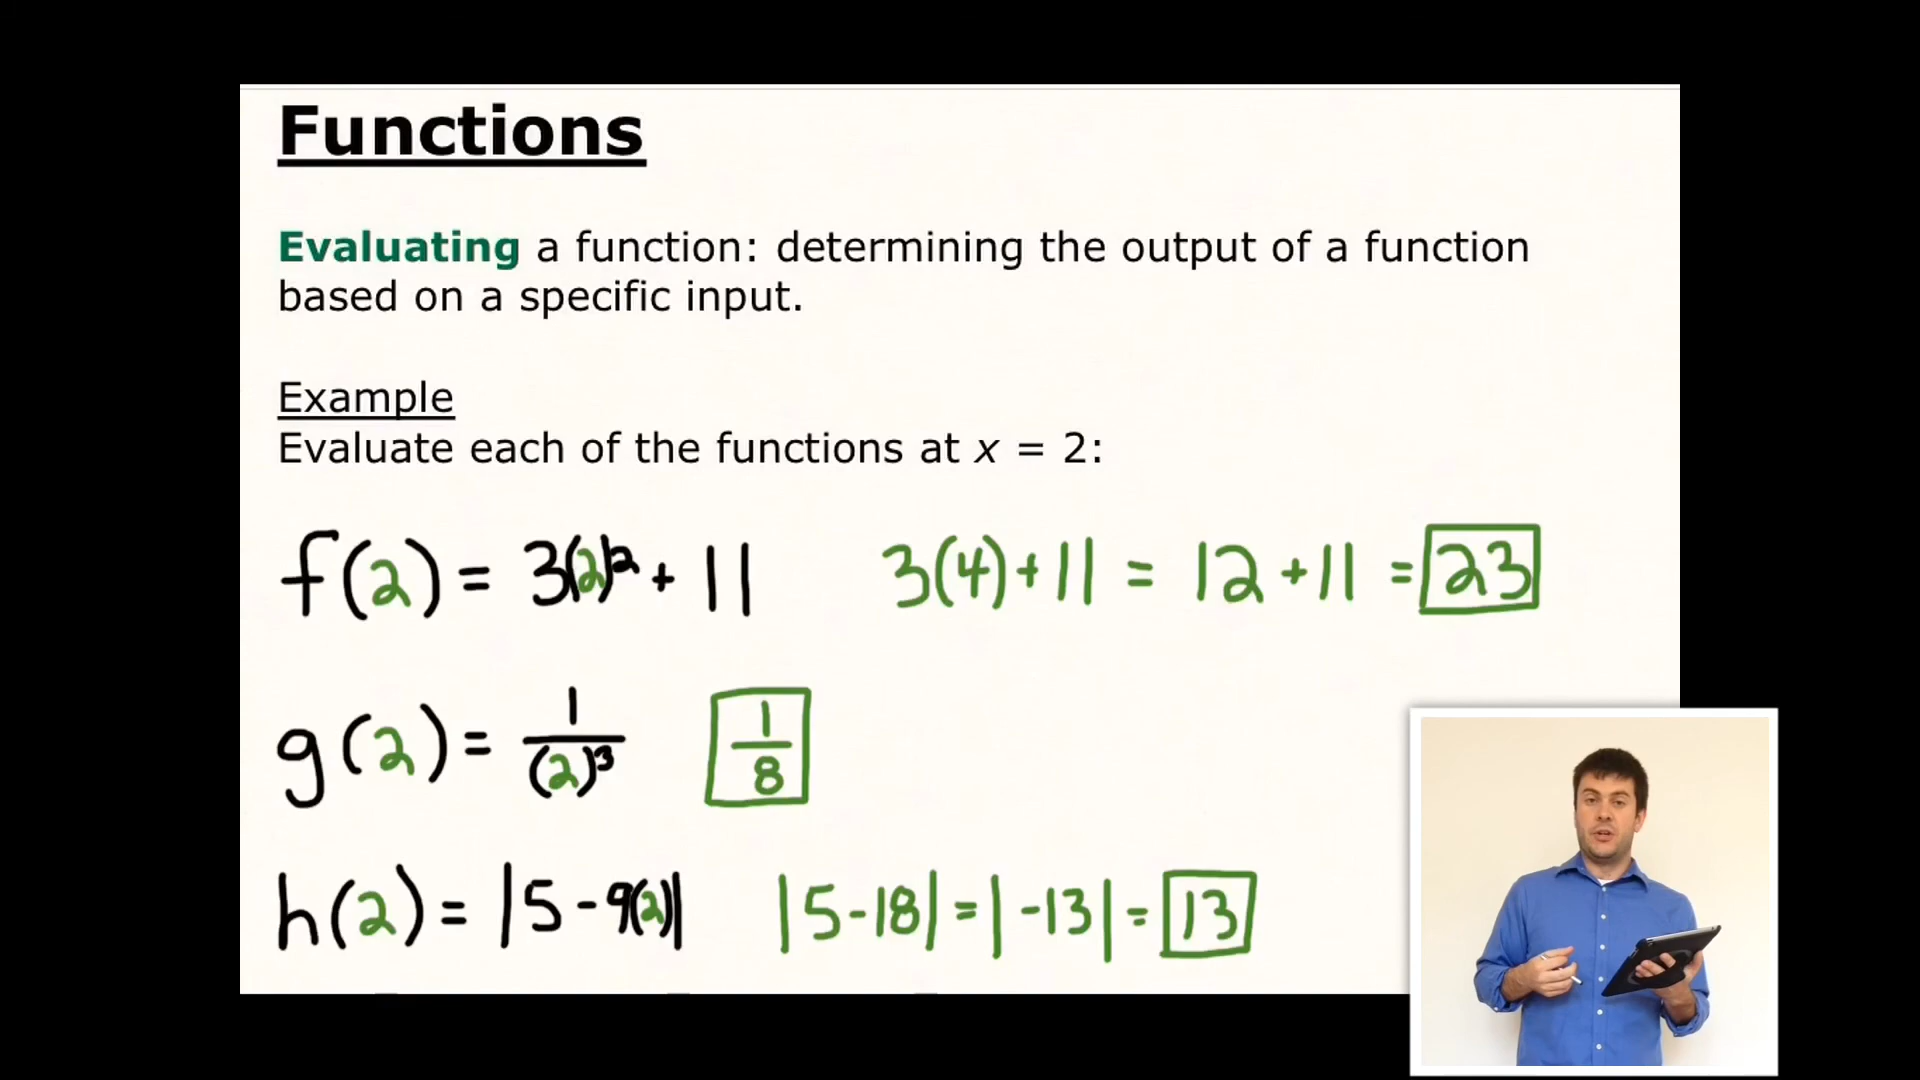 Functions
Evaluating a function: determining the output of a function
based on a specific input.
Example
Evaluate each of the functions at x = 2:
f(2) = 3(2)² + 11 3(4)+11 = 12+11 = 23
g(2) = 1/(2)³ 1/8
h(2) = |5-9(2)| |5-18| = |-13| = 13